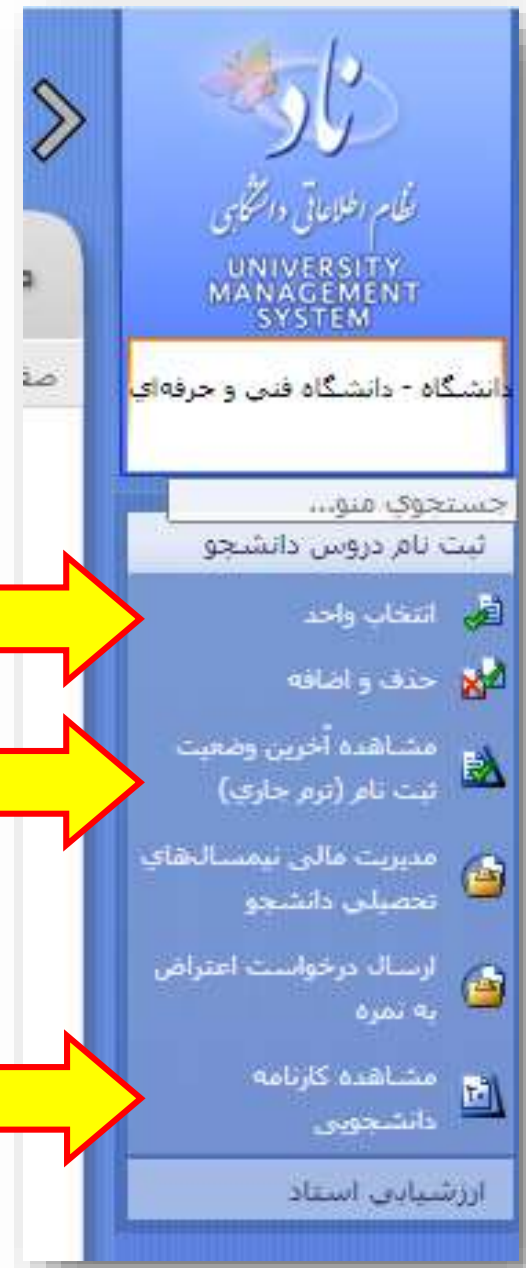 ناد
نظام اطلاعاتی دانشگاهی
UNIVERSITY
MANAGEMENT
SYSTEM
دانشگاه - دانشگاه فنی و حرفه‌ای
جستجوی منو...
ثبت نام دروس دانشجو
انتخاب واحد
حذف و اضافه
مشاهده آخرین وضعیت
ثبت نام (ترم جاری)
مدیریت مالی نیمسال‌های
تحصیلی دانشجو
ارسال درخواست اعتراض
به نمره
مشاهده کارنامه
دانشجویی
ارزشیابی استاد